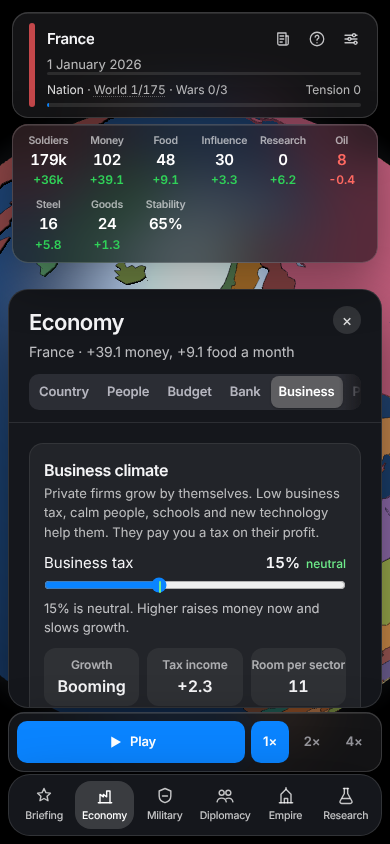 France
1 January 2026
Nation · World 1/175 · Wars 0/3 Tension 0
Soldiers Money Food Influence Research Oil
179k 102 48 30 0 8
+36k +39.1 +9.1 +3.3 +6.2 -0.4
Steel Goods Stability
16 24 65%
+5.8 +1.3
Economy
×
France · +39.1 money, +9.1 food a month
Country People Budget Bank Business
Business climate
Private firms grow by themselves. Low business
tax, calm people, schools and new technology
help them. They pay you a tax on their profit.
Business tax 15% neutral
15% is neutral. Higher raises money now and
slows growth.
Growth Tax income Room per sector
Booming +2.3 11
Play 1× 2× 4×
Briefing Economy Military Diplomacy Empire Research